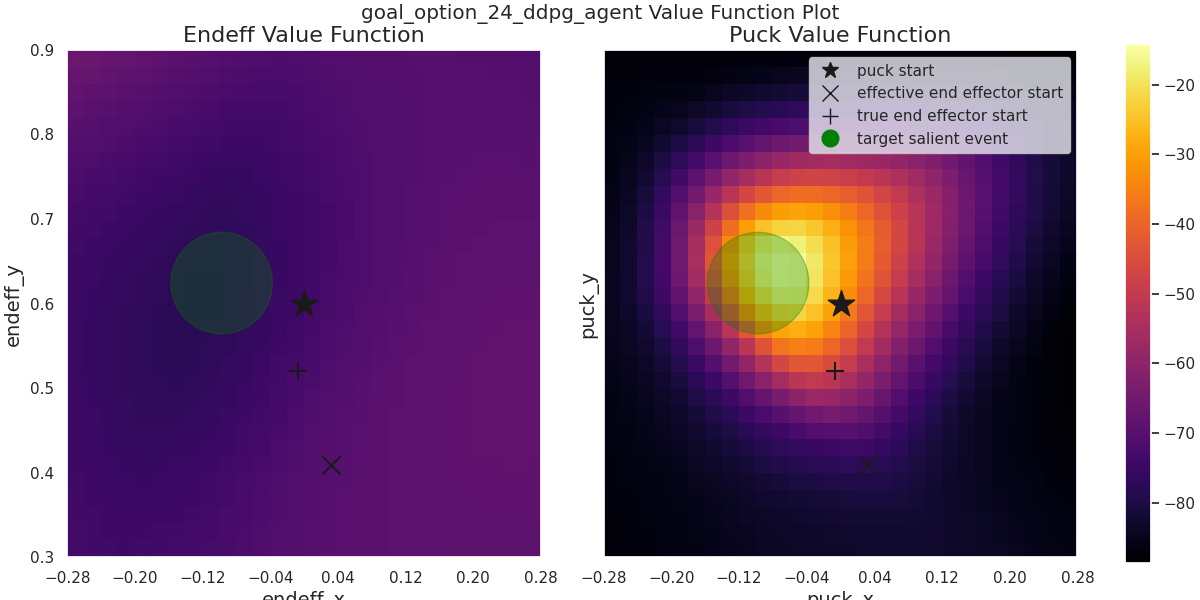 goal_option_24_ddpg_agent Value Function Plot
Endeff Value Function
Puck Value Function
0.9
0.8
0.7
0.6
0.5
0.4
0.3
endeff_y
−0.28 −0.20 −0.12 −0.04 0.04 0.12 0.20 0.28
endeff_x
puck_y
puck start
effective end effector start
true end effector start
target salient event
−0.28 −0.20 −0.12 −0.04 0.04 0.12 0.20 0.28
puck_x
−20
−30
−40
−50
−60
−70
−80